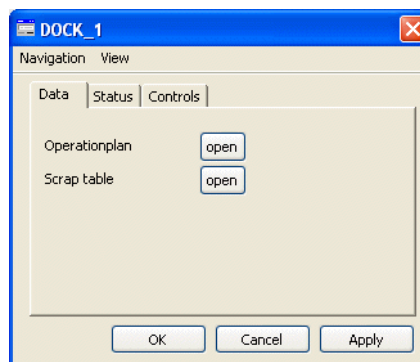 DOCK_1
Navigation View
Data Status Controls
Operationplan open
Scrap table open
OK Cancel Apply